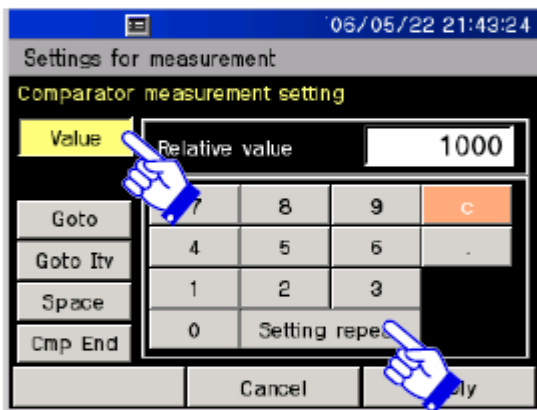 '06/05/22 21:43:24
Settings for measurement
Comparator measurement setting
Value
Relative value 1000
7 8 9 c
Goto
4 5 6 .
Goto Itv
1 2 3
Space
0 Setting repea
Cmp End
Cancel